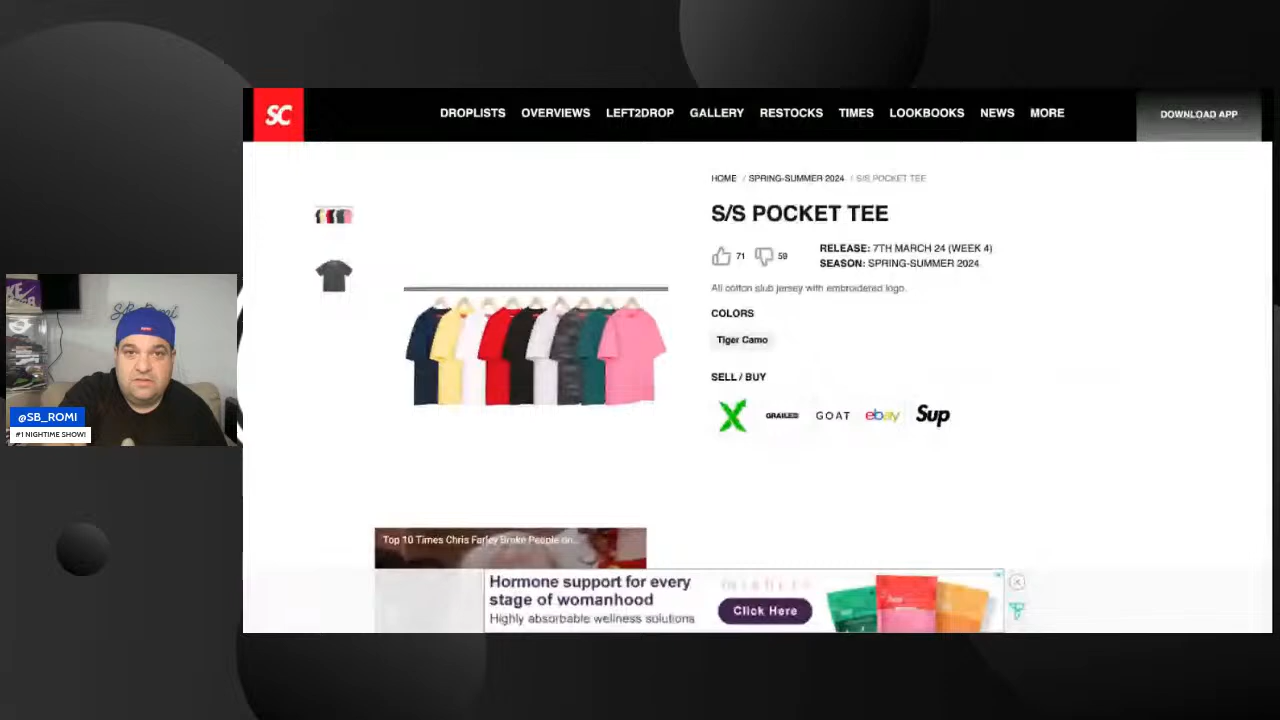 SC
DROPLISTS OVERVIEWS LEFT2DROP GALLERY RESTOCKS TIMES LOOKBOOKS NEWS MORE
DOWNLOAD APP
HOME / SPRING-SUMMER 2024 / S/S POCKET TEE
S/S POCKET TEE
71 59
RELEASE: 7TH MARCH 24 (WEEK 4)
SEASON: SPRING-SUMMER 2024
All cotton slub jersey with embroidered logo.
COLORS
Tiger Camo
SELL / BUY
GRAILED GOAT ebay Sup
@SB_ROMI
#1 NIGHTIME SHOW!
Top 10 Times Chris Farley Broke People on...
Hormone support for every
stage of womanhood
Highly absorbable wellness solutions
Click Here